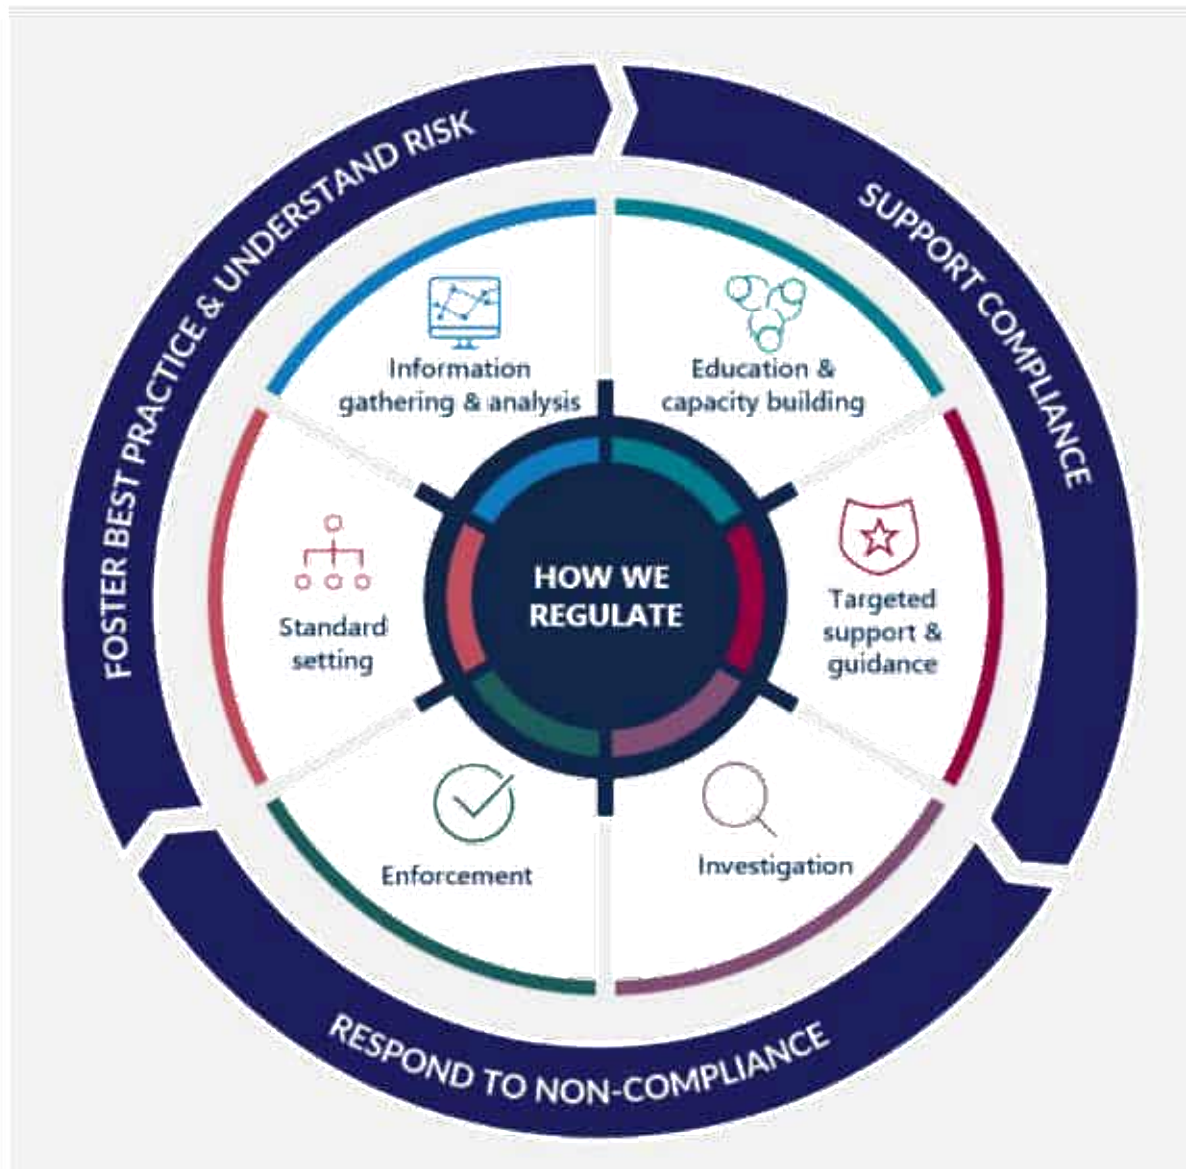 FOSTER BEST PRACTICE & UNDERSTAND RISK
SUPPORT COMPLIANCE
Information
gathering & analysis
Education &
capacity building
HOW WE
REGULATE
Standard
setting
Targeted
support &
guidance
Enforcement
Investigation
RESPOND TO NON-COMPLIANCE